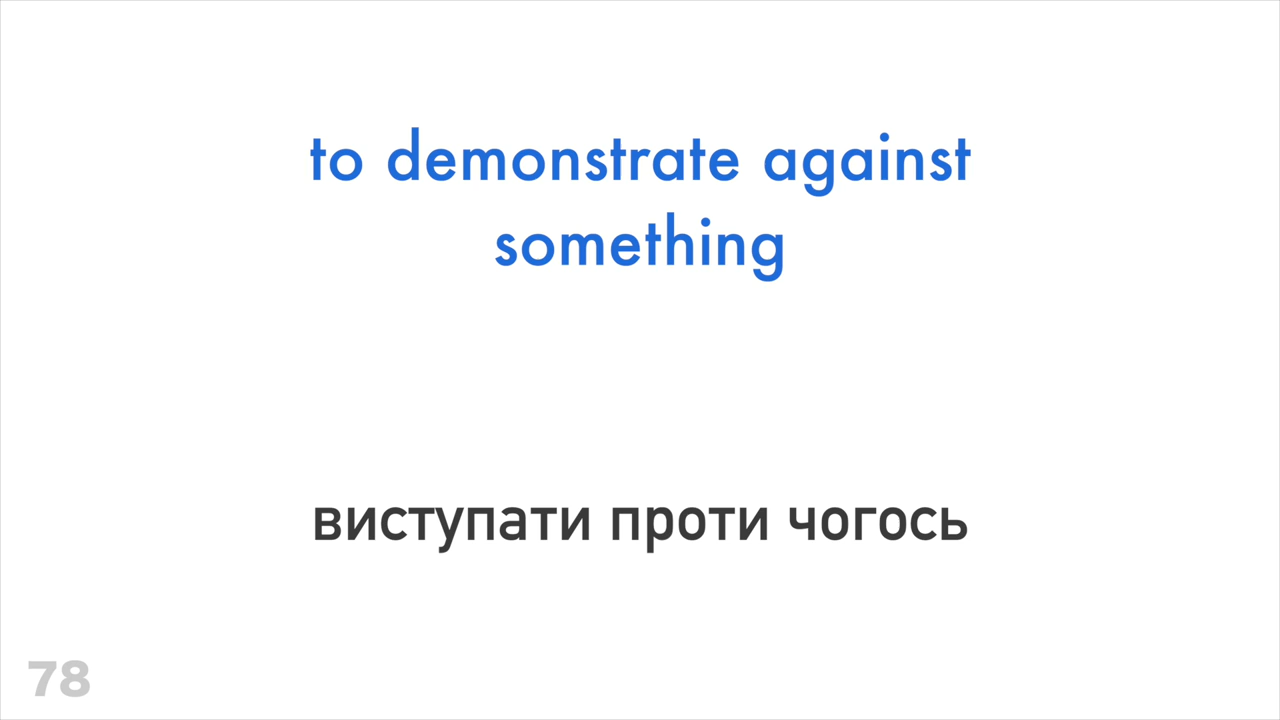 to demonstrate against
something
виступати проти чогось
78